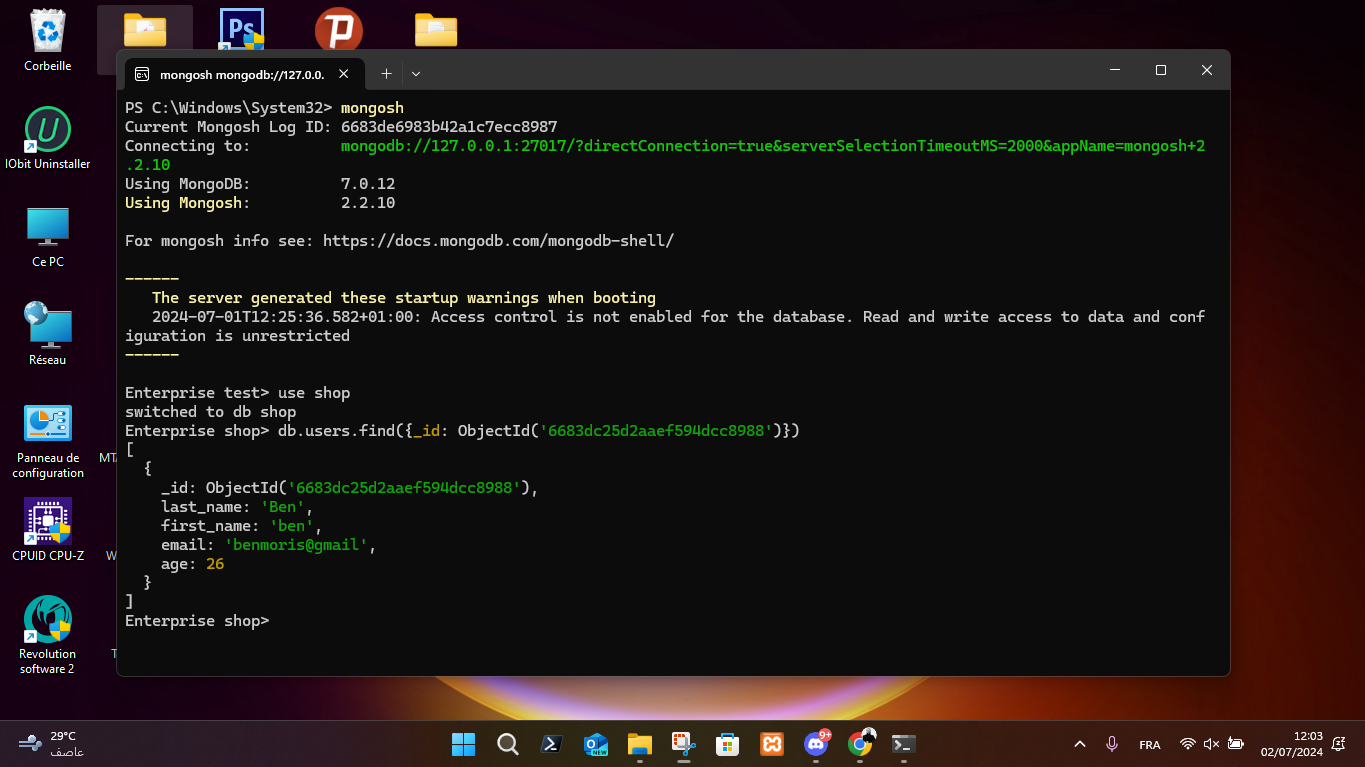 Ps
Corbeille
mongosh mongodb://127.0.0.
PS C:\Windows\System32> mongosh
Current Mongosh Log ID: 6683de6983b42a1c7ecc8987
Connecting to: mongodb://127.0.0.1:27017/?directConnection=true&serverSelectionTimeoutMS=2000&appName=mongosh+2
.2.10
Using MongoDB: 7.0.12
Using Mongosh: 2.2.10
For mongosh info see: https://docs.mongodb.com/mongodb-shell/
------
The server generated these startup warnings when booting
2024-07-01T12:25:36.582+01:00: Access control is not enabled for the database. Read and write access to data and conf
iguration is unrestricted
------
Enterprise test> use shop
switched to db shop
Enterprise shop> db.users.find({_id: ObjectId('6683dc25d2aaef594dcc8988')})
[
{
_id: ObjectId('6683dc25d2aaef594dcc8988'),
last_name: 'Ben',
first_name: 'ben',
email: 'benmoris@gmail',
age: 26
}
]
Enterprise shop>
IObit Uninstaller
Ce PC
Réseau
Panneau de
configuration
MT
CPUID CPU-Z
W
Revolution
software 2
T
29°C
عاصف
NEW
9+
FRA
12:03
02/07/2024